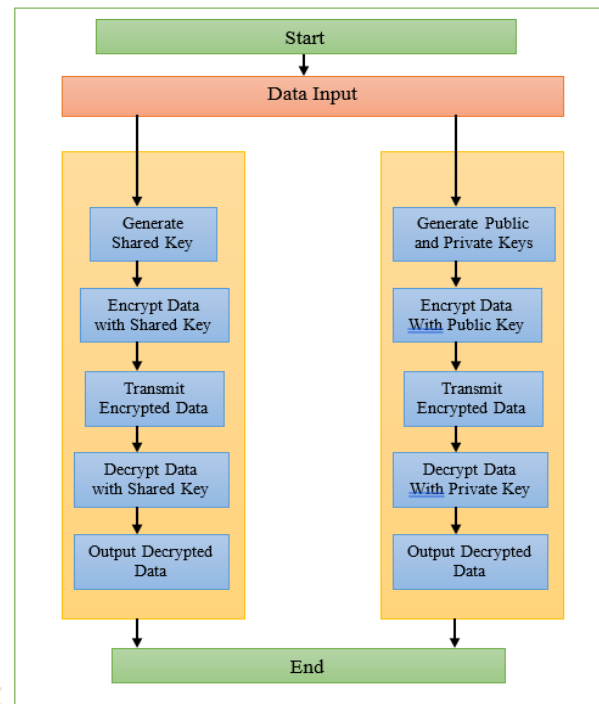 Start
Data Input
Generate
Shared Key
Encrypt Data
with Shared Key
Transmit
Encrypted Data
Decrypt Data
with Shared Key
Output Decrypted
Data
Generate Public
and Private Keys
Encrypt Data
With Public Key
Transmit
Encrypted Data
Decrypt Data
With Private Key
Output Decrypted
Data
End